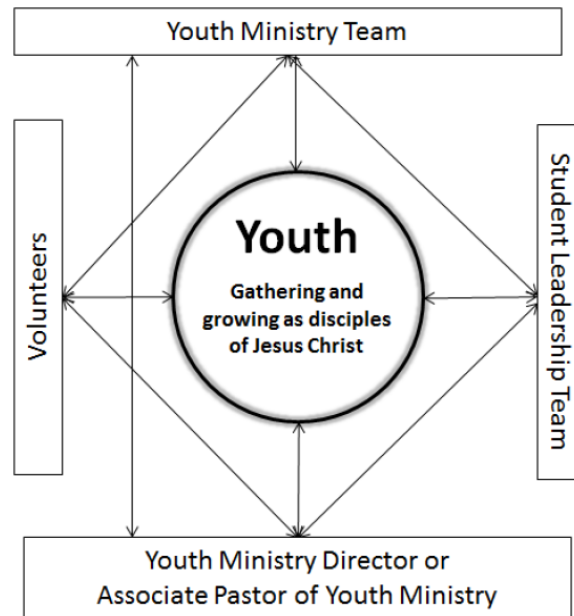 Youth Ministry Team
Volunteers
Youth
Gathering and
growing as disciples
of Jesus Christ
Student Leadership Team
Youth Ministry Director or
Associate Pastor of Youth Ministry